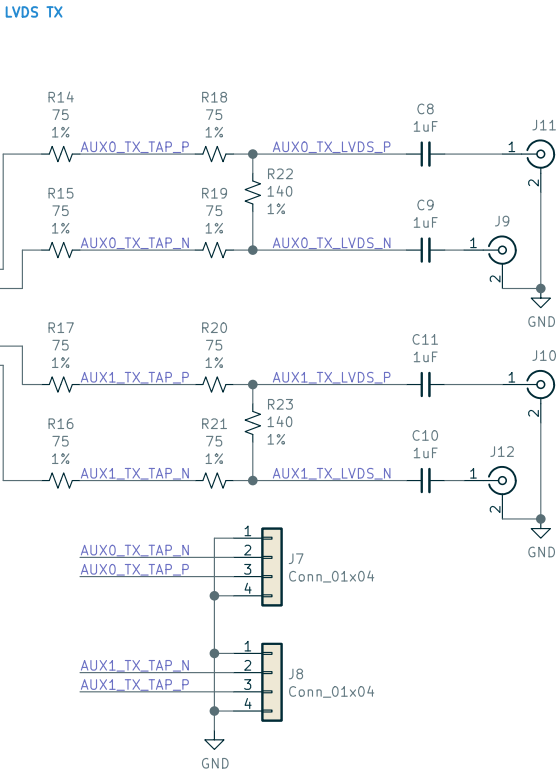 LVDS TX
R14
75
1%
AUX0_TX_TAP_P
R18
75
1%
AUX0_TX_LVDS_P
C8
1uF
1
J11
2
R22
140
1%
R15
75
1%
AUX0_TX_TAP_N
R19
75
1%
AUX0_TX_LVDS_N
C9
1uF
1
J9
2
GND
R17
75
1%
AUX1_TX_TAP_P
R20
75
1%
AUX1_TX_LVDS_P
C11
1uF
1
J10
2
R23
140
1%
R16
75
1%
AUX1_TX_TAP_N
R21
75
1%
AUX1_TX_LVDS_N
C10
1uF
1
J12
2
GND
1
AUX0_TX_TAP_N 2
AUX0_TX_TAP_P 3
4
J7
Conn_01x04
1
AUX1_TX_TAP_N 2
AUX1_TX_TAP_P 3
4
J8
Conn_01x04
GND